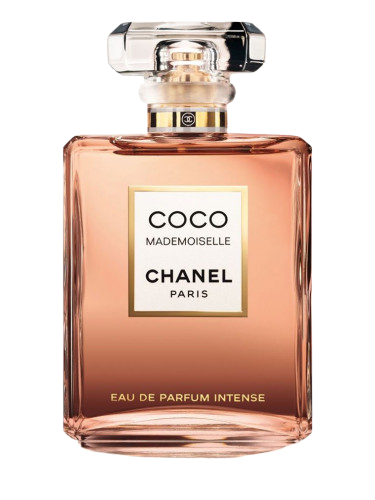 COCO
MADEMOISELLE
CHANEL
PARIS
EAU DE PARFUM INTENSE